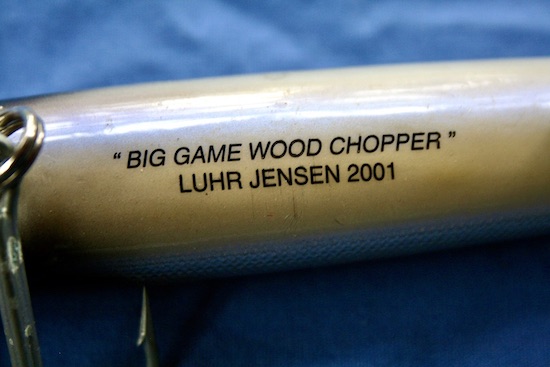 “ BIG GAME WOOD CHOPPER ”
LUHR JENSEN 2001